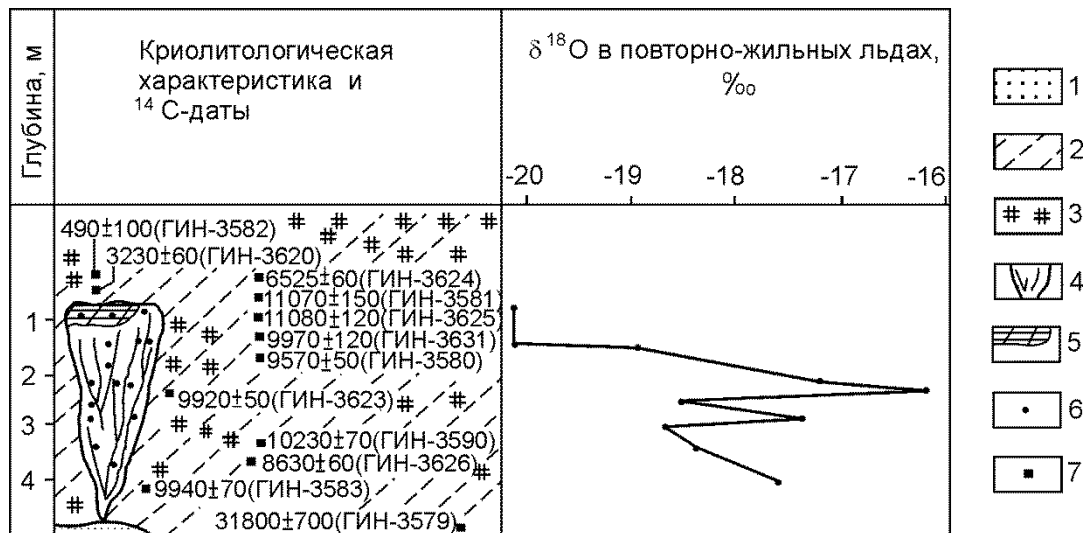 Глубина, м
Криолитологическая
характеристика и
¹⁴ С-даты
δ ¹⁸О в повторно-жильных льдах,
‰
-20
-19
-18
-17
-16
490±100(ГИН-3582)
3230±60(ГИН-3620)
6525±60(ГИН-3624)
11070±150(ГИН-3581)
11080±120(ГИН-3625
9970±120(ГИН-3631)
9570±50(ГИН-3580)
9920±50(ГИН-3623)
10230±70(ГИН-3590)
8630±60(ГИН-3626)
9940±70(ГИН-3583)
31800±700(ГИН-3579)
1
2
3
4
1
2
3
4
5
6
7